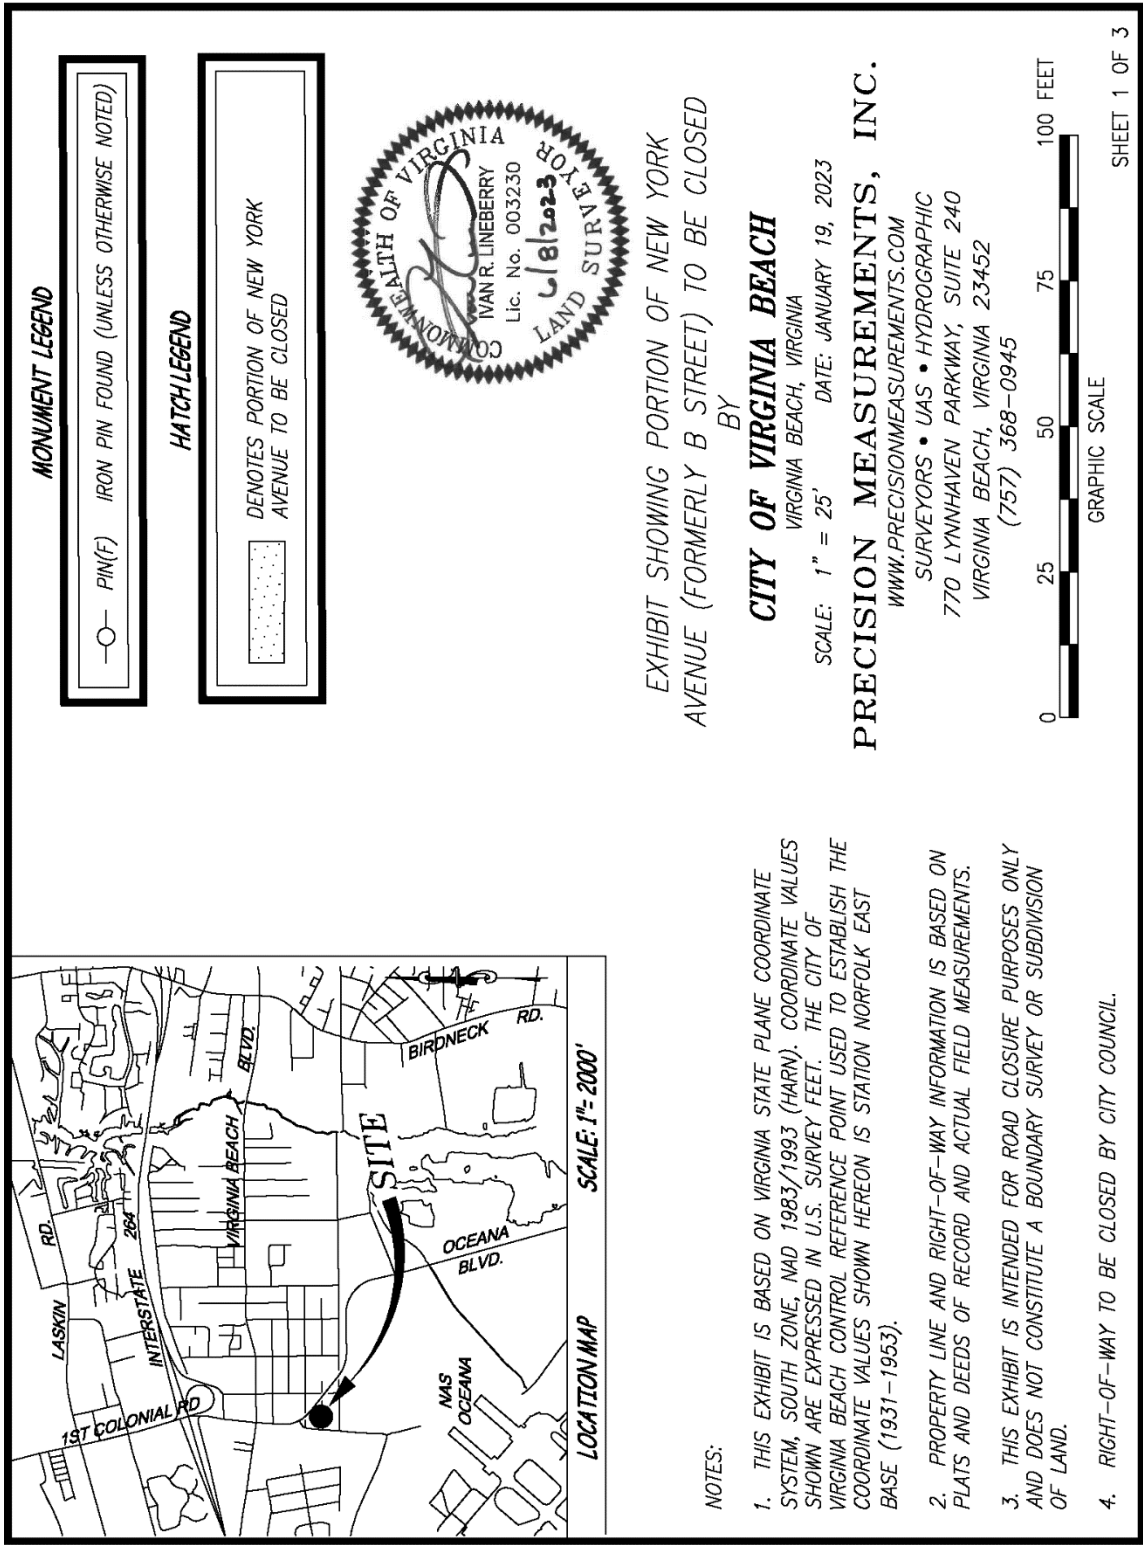 LASKIN
RD.
INTERSTATE
264
1ST COLONIAL RD
VIRGINIA BEACH
BLVD.
BIRDNECK
RD.
SITE
OCEANA
BLVD.
NAS
OCEANA
LOCATION MAP
SCALE: 1"= 2000'
NOTES:
1. THIS EXHIBIT IS BASED ON VIRGINIA STATE PLANE COORDINATE
SYSTEM, SOUTH ZONE, NAD 1983/1993 (HARN). COORDINATE VALUES
SHOWN ARE EXPRESSED IN U.S. SURVEY FEET. THE CITY OF
VIRGINIA BEACH CONTROL REFERENCE POINT USED TO ESTABLISH THE
COORDINATE VALUES SHOWN HEREON IS STATION NORFOLK EAST
BASE (1931-1953).
2. PROPERTY LINE AND RIGHT-OF-WAY INFORMATION IS BASED ON
PLATS AND DEEDS OF RECORD AND ACTUAL FIELD MEASUREMENTS.
3. THIS EXHIBIT IS INTENDED FOR ROAD CLOSURE PURPOSES ONLY
AND DOES NOT CONSTITUTE A BOUNDARY SURVEY OR SUBDIVISION
OF LAND.
4. RIGHT-OF-WAY TO BE CLOSED BY CITY COUNCIL.
MONUMENT LEGEND
PIN(F) IRON PIN FOUND (UNLESS OTHERWISE NOTED)
HATCH LEGEND
DENOTES PORTION OF NEW YORK
AVENUE TO BE CLOSED
COMMONWEALTH OF VIRGINIA
IVAN R. LINEBERRY
Lic. No. 003230
6/8/2023
LAND SURVEYOR
EXHIBIT SHOWING PORTION OF NEW YORK
AVENUE (FORMERLY B STREET) TO BE CLOSED
BY
CITY OF VIRGINIA BEACH
VIRGINIA BEACH, VIRGINIA
SCALE: 1" = 25' DATE: JANUARY 19, 2023
PRECISION MEASUREMENTS, INC.
WWW.PRECISIONMEASUREMENTS.COM
SURVEYORS • UAS • HYDROGRAPHIC
770 LYNNHAVEN PARKWAY, SUITE 240
VIRGINIA BEACH, VIRGINIA 23452
(757) 368-0945
0 25 50 75 100 FEET
GRAPHIC SCALE
SHEET 1 OF 3